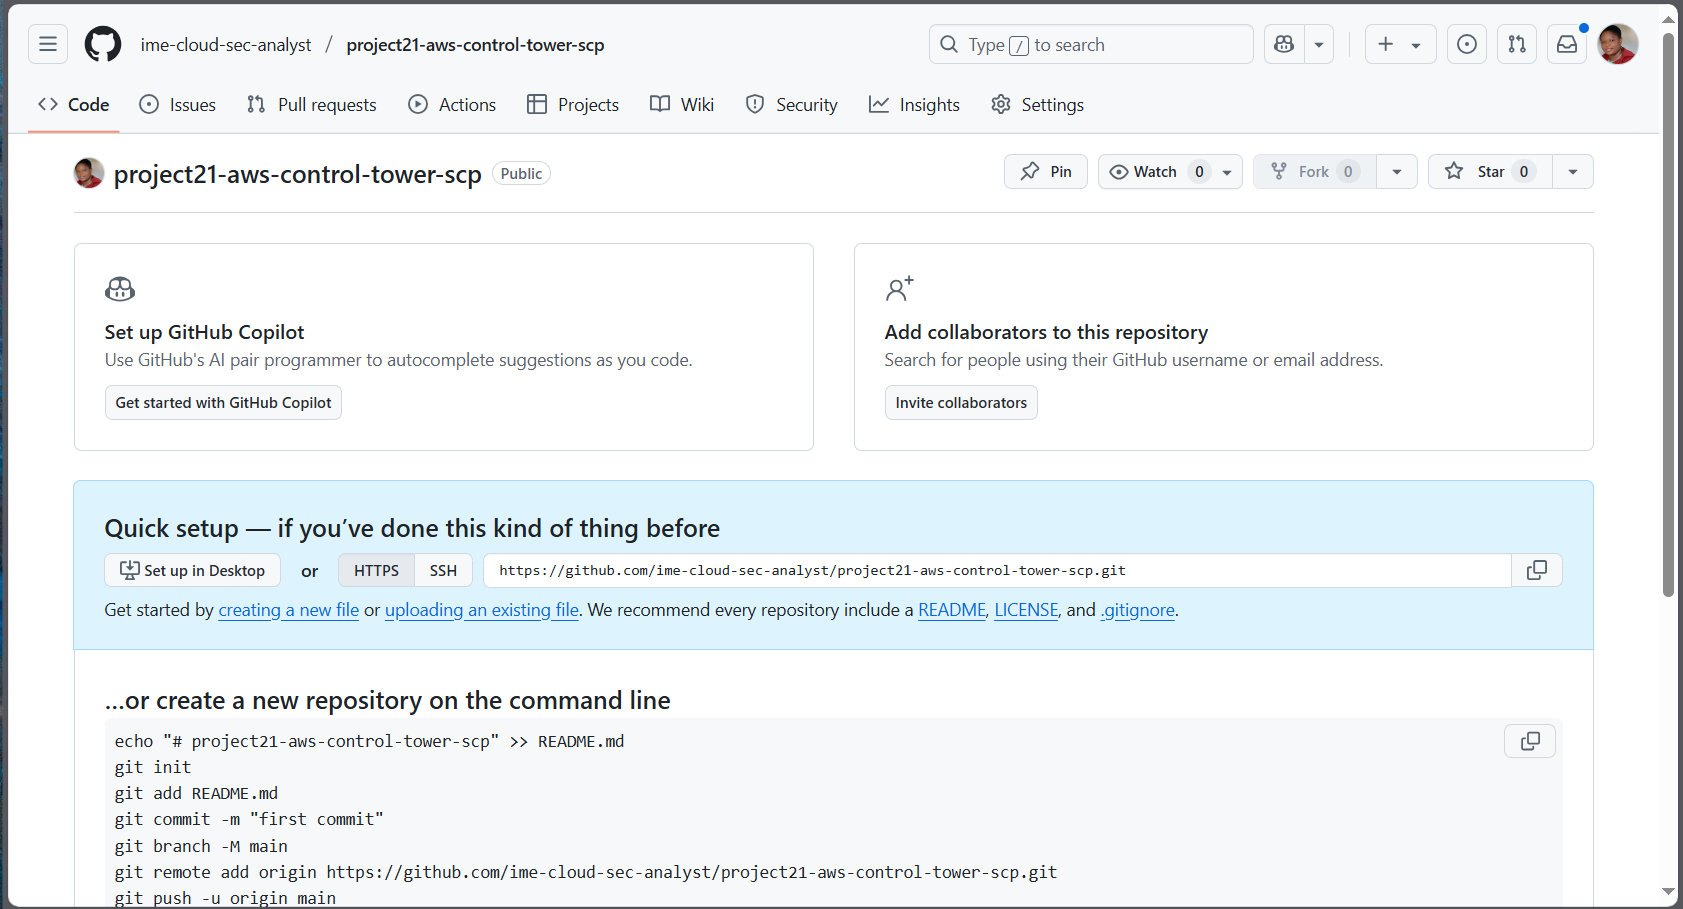 ime-cloud-sec-analyst / project21-aws-control-tower-scp
Type / to search
Code Issues Pull requests Actions Projects Wiki Security Insights Settings
project21-aws-control-tower-scp Public
Pin Watch 0 Fork 0 Star 0
Set up GitHub Copilot
Use GitHub's AI pair programmer to autocomplete suggestions as you code.
Get started with GitHub Copilot
Add collaborators to this repository
Search for people using their GitHub username or email address.
Invite collaborators
Quick setup — if you’ve done this kind of thing before
Set up in Desktop or HTTPS SSH https://github.com/ime-cloud-sec-analyst/project21-aws-control-tower-scp.git
Get started by creating a new file or uploading an existing file. We recommend every repository include a README, LICENSE, and .gitignore.
…or create a new repository on the command line
echo "# project21-aws-control-tower-scp" >> README.md
git init
git add README.md
git commit -m "first commit"
git branch -M main
git remote add origin https://github.com/ime-cloud-sec-analyst/project21-aws-control-tower-scp.git
git push -u origin main